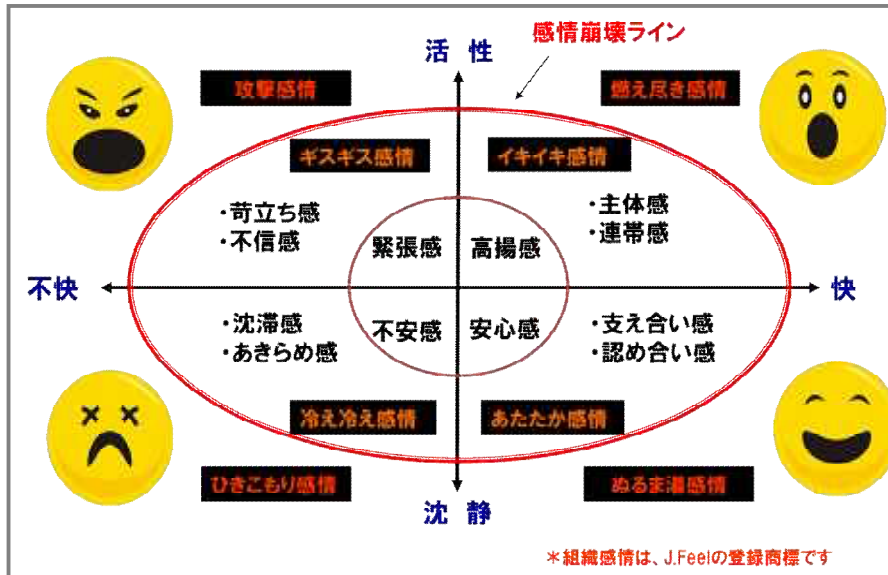 感情崩壊ライン
活 性
攻撃感情
燃え尽き感情
ギスギス感情
イキイキ感情
・苛立ち感
・不信感
・主体感
・連帯感
緊張感
高揚感
不快
快
・沈滞感
・あきらめ感
不安感
安心感
・支え合い感
・認め合い感
冷え冷え感情
あたたか感情
ひきこもり感情
ぬるま湯感情
沈 静
＊組織感情は、J.Feelの登録商標です